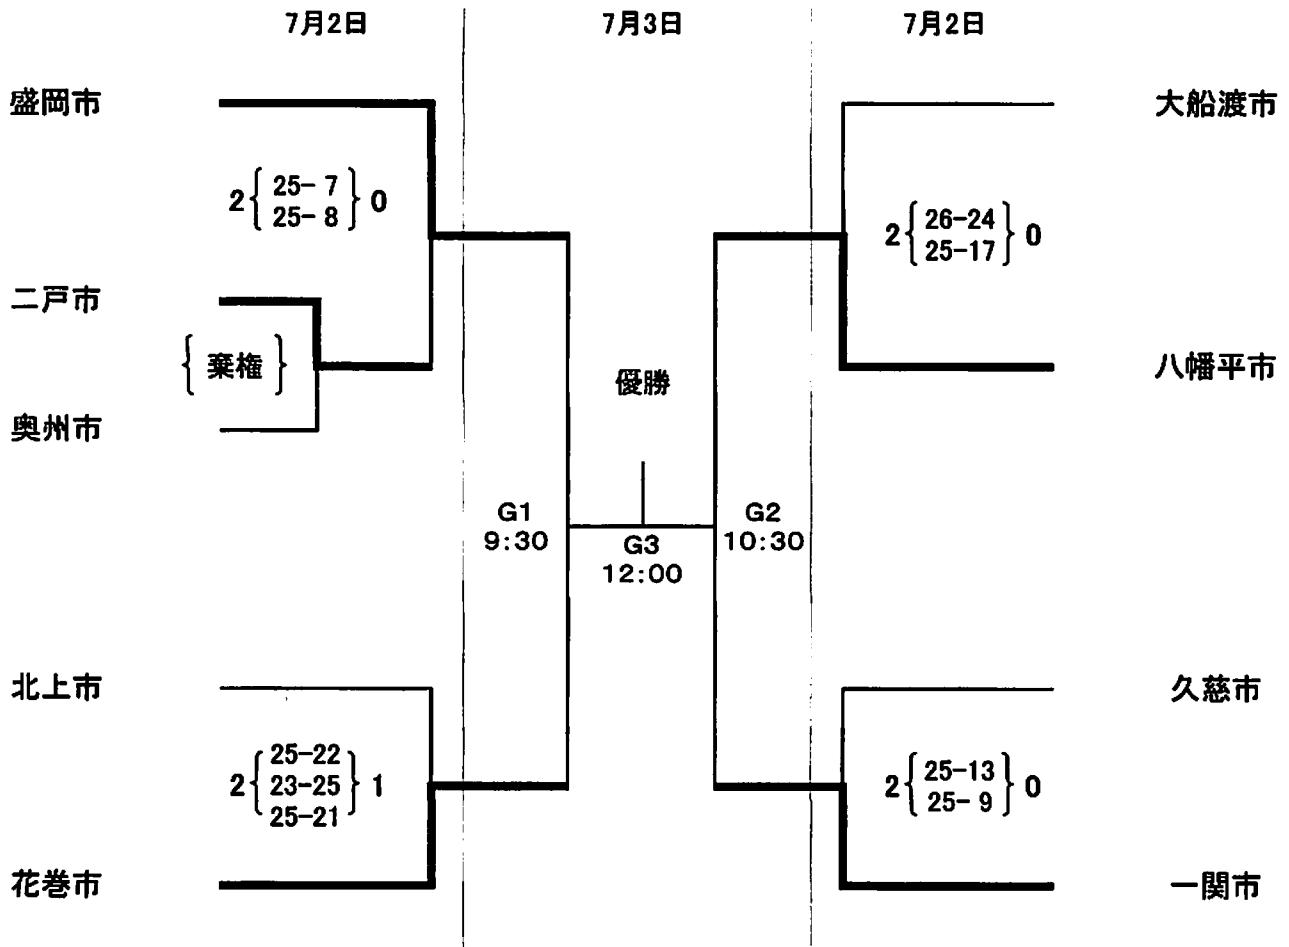 7月2日 7月3日 7月2日
盛岡市 大船渡市
2 { 25- 7 } 0
25- 8
2 { 26-24 } 0
25-17
二戸市
{ 棄権 }
優勝
八幡平市
奥州市
G1
9:30
G3
12:00
G2
10:30
北上市 久慈市
2 { 25-22
23-25
25-21 } 1
2 { 25-13 } 0
25- 9
花巻市 一関市